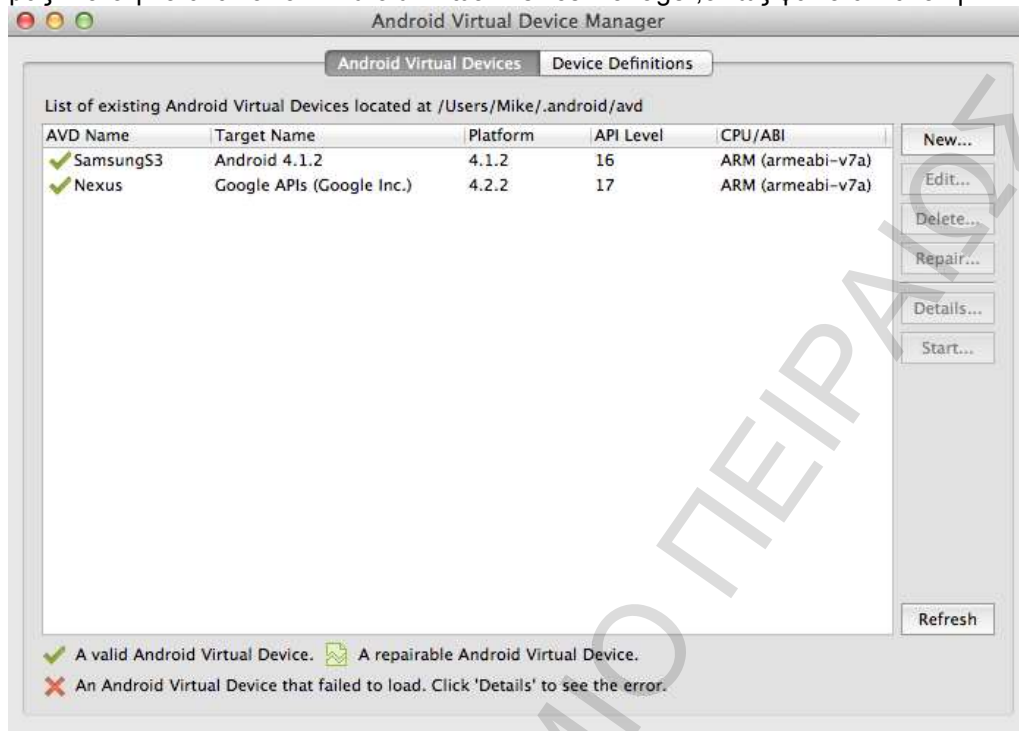 Android Virtual Device Manager
Android Virtual Devices Device Definitions
List of existing Android Virtual Devices located at /Users/Mike/.android/avd
AVD Name Target Name Platform API Level CPU/ABI
SamsungS3 Android 4.1.2 4.1.2 16 ARM (armeabi-v7a)
Nexus Google APIs (Google Inc.) 4.2.2 17 ARM (armeabi-v7a)
New...
Edit...
Delete...
Repair...
Details...
Start...
Refresh
A valid Android Virtual Device. A repairable Android Virtual Device.
An Android Virtual Device that failed to load. Click 'Details' to see the error.
ΠΕΙΡΑΙΩΣ